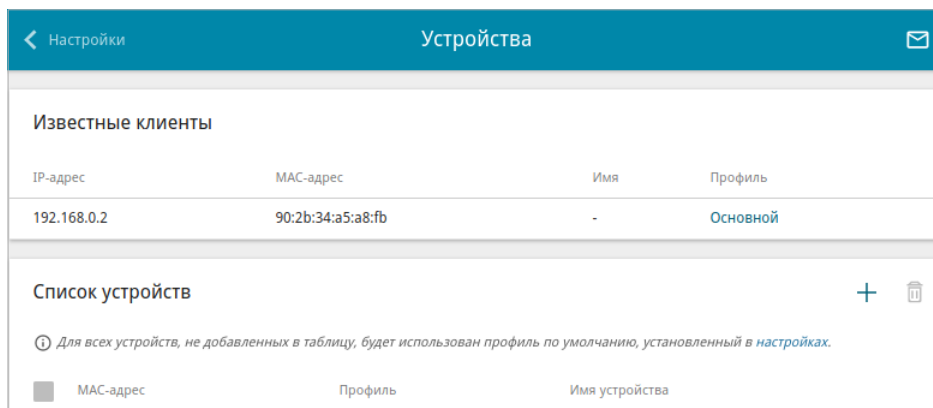 Настройки Устройства
Известные клиенты
IP-адрес MAC-адрес Имя Профиль
192.168.0.2 90:2b:34:a5:a8:fb - Основной
Список устройств
Для всех устройств, не добавленных в таблицу, будет использован профиль по умолчанию, установленный в настройках.
MAC-адрес Профиль Имя устройства